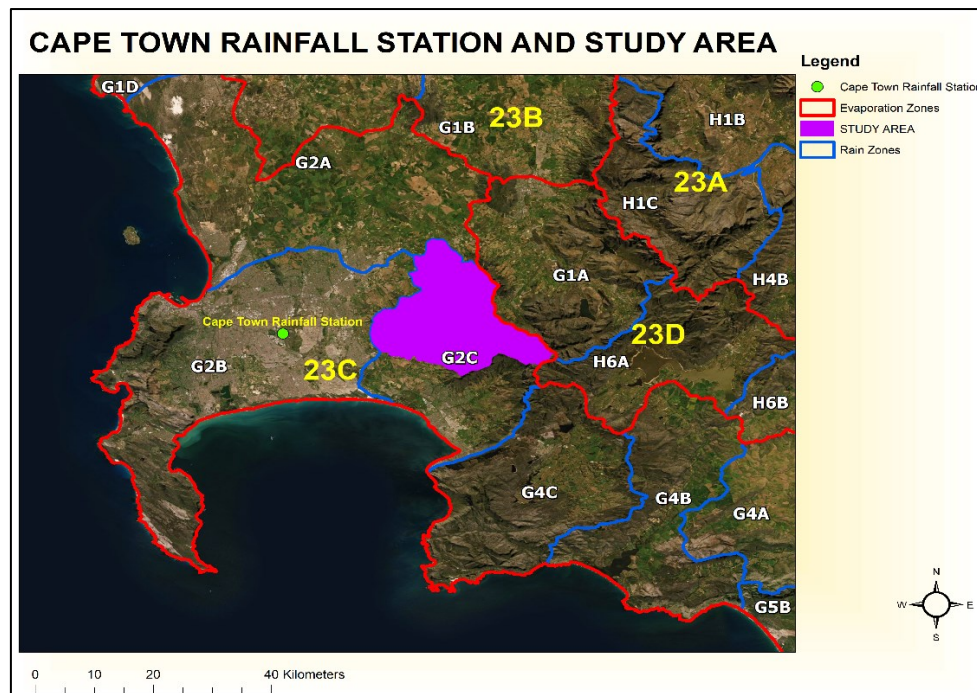 CAPE TOWN RAINFALL STATION AND STUDY AREA
Legend
Cape Town Rainfall Station
Evaporation Zones
STUDY AREA
Rain Zones
G1D
G1B
23B
H1B
G2A
23A
H1C
G1A
H4B
Cape Town Rainfall Station
23D
G2B
23C
G2C
H6A
H6B
G4C
G4B
G4A
G5B
N
W E
S
0 10 20 40 Kilometers